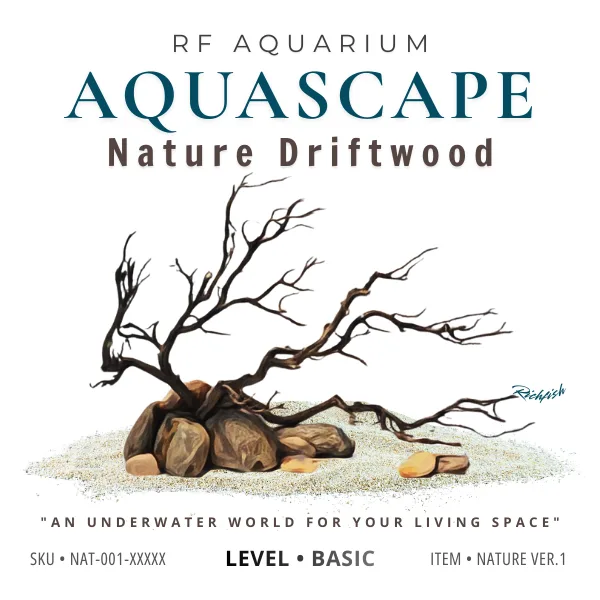 RF AQUARIUM
AQUASCAPE
Nature Driftwood
Richfish
"AN UNDERWATER WORLD FOR YOUR LIVING SPACE"
SKU • NAT-001-XXXXX LEVEL • BASIC ITEM • NATURE VER.1